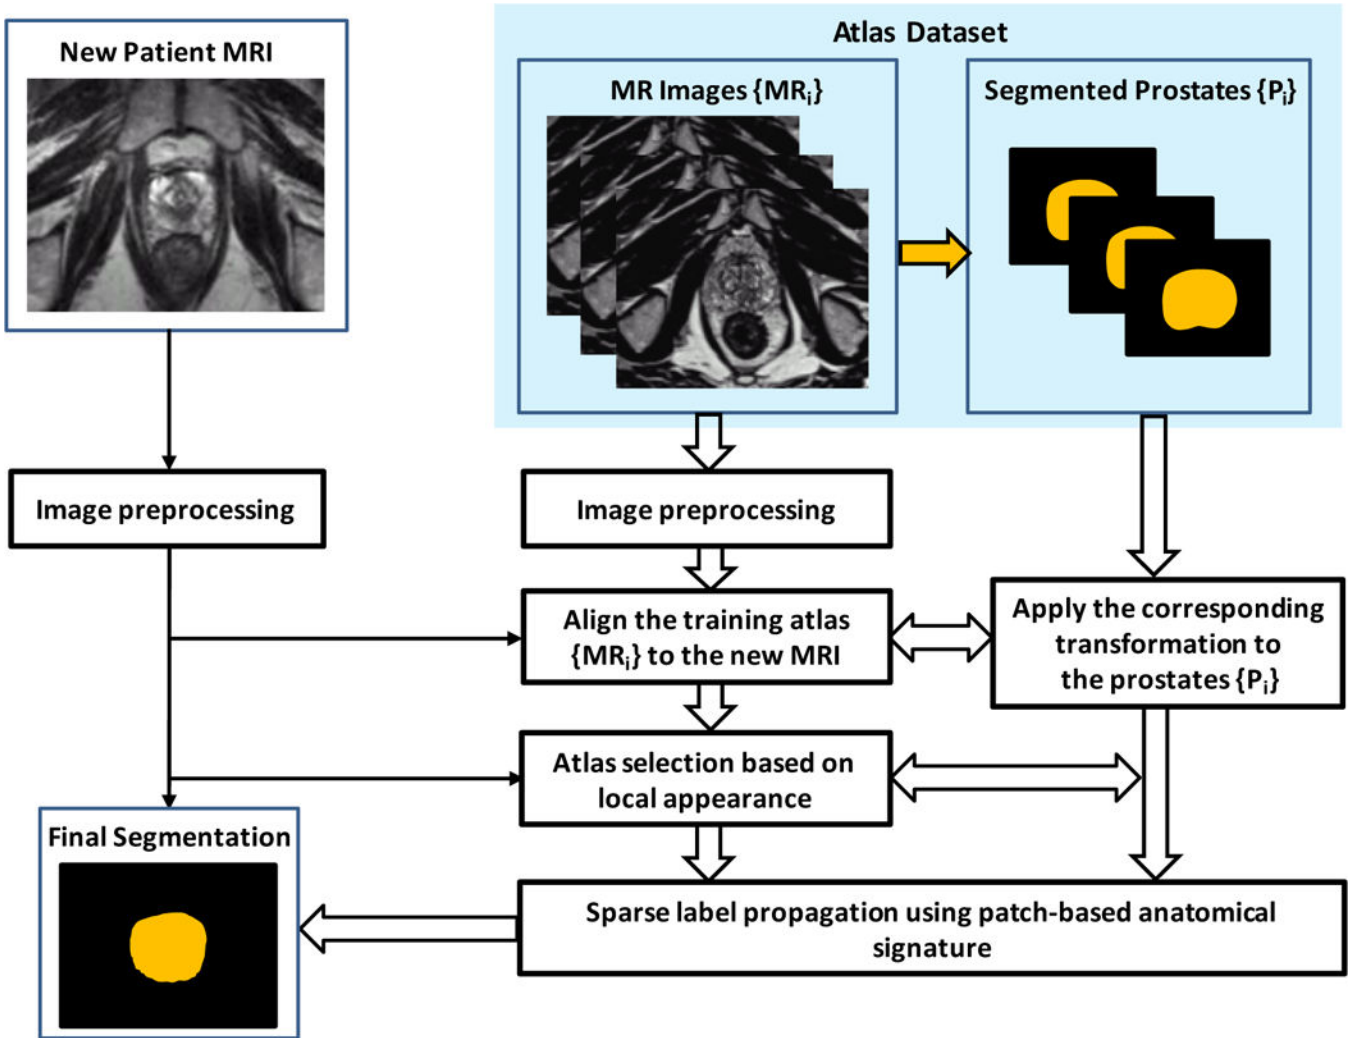 New Patient MRI
Atlas Dataset
MR Images {MRi}
Segmented Prostates {Pi}
Image preprocessing
Image preprocessing
Align the training atlas
{MRi} to the new MRI
Apply the corresponding
transformation to
the prostates {Pi}
Atlas selection based on
local appearance
Final Segmentation
Sparse label propagation using patch-based anatomical
signature